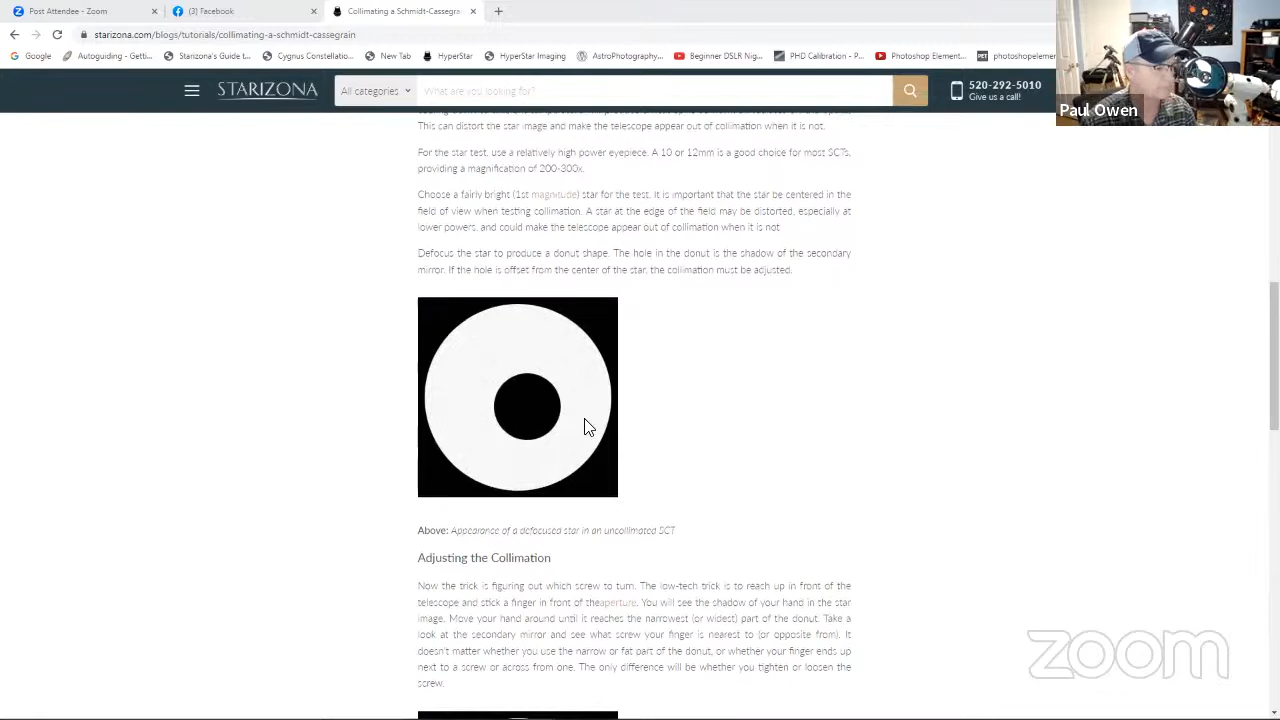 Post Attendee - Zoom
(3) Facebook
Collimating a Schmidt-Cassegrain
starizona.com/blogs/tutorials/collimating-a-schmidt-cassegrain
Google
Autoguiding - Getti...
Starizona's Guide t...
Cygnus Constellatio...
New Tab
HyperStar
HyperStar Imaging
AstroPhotography...
Beginner DSLR Nig...
PHD Calibration - P...
Photoshop Element...
photoshopelemen
STARIZONA
All categories
What are you looking for?
520-292-5010
Give us a call!
Paul Owen
This can distort the star image and make the telescope appear out of collimation when it is not.
For the star test, use a relatively high power eyepiece. A 10 or 12mm is a good choice for most SCTs,
providing a magnification of 200-300x.
Choose a fairly bright (1st magnitude) star for the test. It is important that the star be centered in the
field of view when testing collimation. A star at the edge of the field may be distorted, especially at
lower powers, and could make the telescope appear out of collimation when it is not
Defocus the star to produce a donut shape. The hole in the donut is the shadow of the secondary
mirror. If the hole is offset from the center of the star, the collimation must be adjusted.
Above: Appearance of a defocused star in an uncollimated SCT
Adjusting the Collimation
Now the trick is figuring out which screw to turn. The low-tech trick is to reach up in front of the
telescope and stick a finger in front of theaperture. You will see the shadow of your hand in the star
image. Move your hand around until is reaches the narrowest (or widest) part of the donut. Take a
look at the secondary mirror and see what screw your finger is nearest to (or opposite from). It
doesn't matter whether you use the narrow or fat part of the donut, or whether your finger ends up
next to a screw or across from one. The only difference will be whether you tighten or loosen the
screw.
zoom